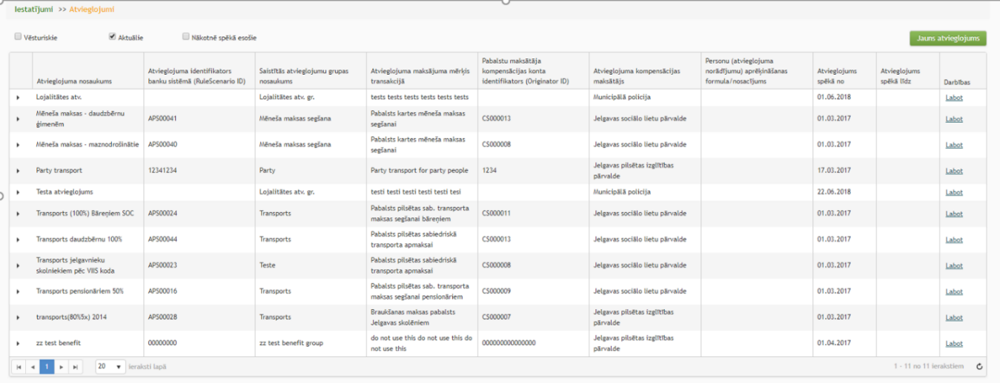 Iestatījumi >> Atvieglojumi
Vēsturiskie Aktuālie Nākotnē spēkā esošie Jauns atvieglojums
Atvieglojuma nosaukums
Atvieglojuma identifikators
banku sistēmā (RuleScenario ID)
Saistītās atvieglojumu grupas
nosaukums
Atvieglojuma maksājuma mērķis
transakcijā
Pabalstu maksātāja
kompensācijas konta
identifikators (Originator ID)
Atvieglojuma kompensācijas
maksātājs
Personu (atvieglojuma
norādījumu) aprēķināšanas
formula/nosacījums
Atvieglojums
spēkā no
Atvieglojums
spēkā līdz
Darbības
Lojalitātes atv. Lojalitātes atv. gr. tests tests tests tests tests tests Municipālā policija 01.06.2018 Labot
Mēneša maksas - daudzbērnu
ģimenēm
APS00041
Mēneša maksas segšana
Pabalsts kartes mēneša maksas
segšanai
CS000013 Jelgavas sociālo lietu pārvalde 01.03.2017 Labot
Mēneša maksas - maznodrošinātie APS00040 Mēneša maksas segšana
Pabalsts kartes mēneša maksas
segšanai
CS000008 Jelgavas sociālo lietu pārvalde 01.03.2017 Labot
Party transport 12341234 Party Party transport for party people 1234
Jelgavas pilsētas izglītības
pārvalde
17.03.2017 Labot
Testa atvieglojums Lojalitātes atv. gr. testi testi testi testi testi tesi Municipālā policija 22.06.2018 Labot
Transports (100%) Bāreņiem SOC APS00024 Transports
Pabalsts pilsētas sab. transporta
maksas segšanai bāreņiem
CS000011 Jelgavas sociālo lietu pārvalde 01.03.2017 Labot
Transports daudzbērnu 100% APS00044 Transports
Pabalsts pilsētas sabiedriskā
transporta apmaksai
CS000013 Jelgavas sociālo lietu pārvalde 01.03.2017 Labot
Transports jelgavnieku
skolniekiem pēc VIIS koda
APS00023 Teste
Pabalsts pilsētas sabiedriskā
transporta apmaksai
CS000008 Jelgavas sociālo lietu pārvalde 01.03.2017 Labot
Transports pensionāriem 50% APS00016 Transports
Pabalsts pilsētas sab. transporta
maksas segšanai pensionāriem
CS000009 Jelgavas sociālo lietu pārvalde 01.03.2017 Labot
transports(80%5x) 2014 APS00028 Transports
Braukšanas maksas pabalsts
Jelgavas skolēniem
CS000007
Jelgavas pilsētas izglītības
pārvalde
01.03.2017 Labot
zz test benefit 00000000 zz test benefit group
do not use this do not use this do
not use this
000000000000000
Jelgavas pilsētas izglītības
pārvalde
01.04.2017 Labot
1 20 ieraksti lapā 1 - 11 no 11 ierakstiem